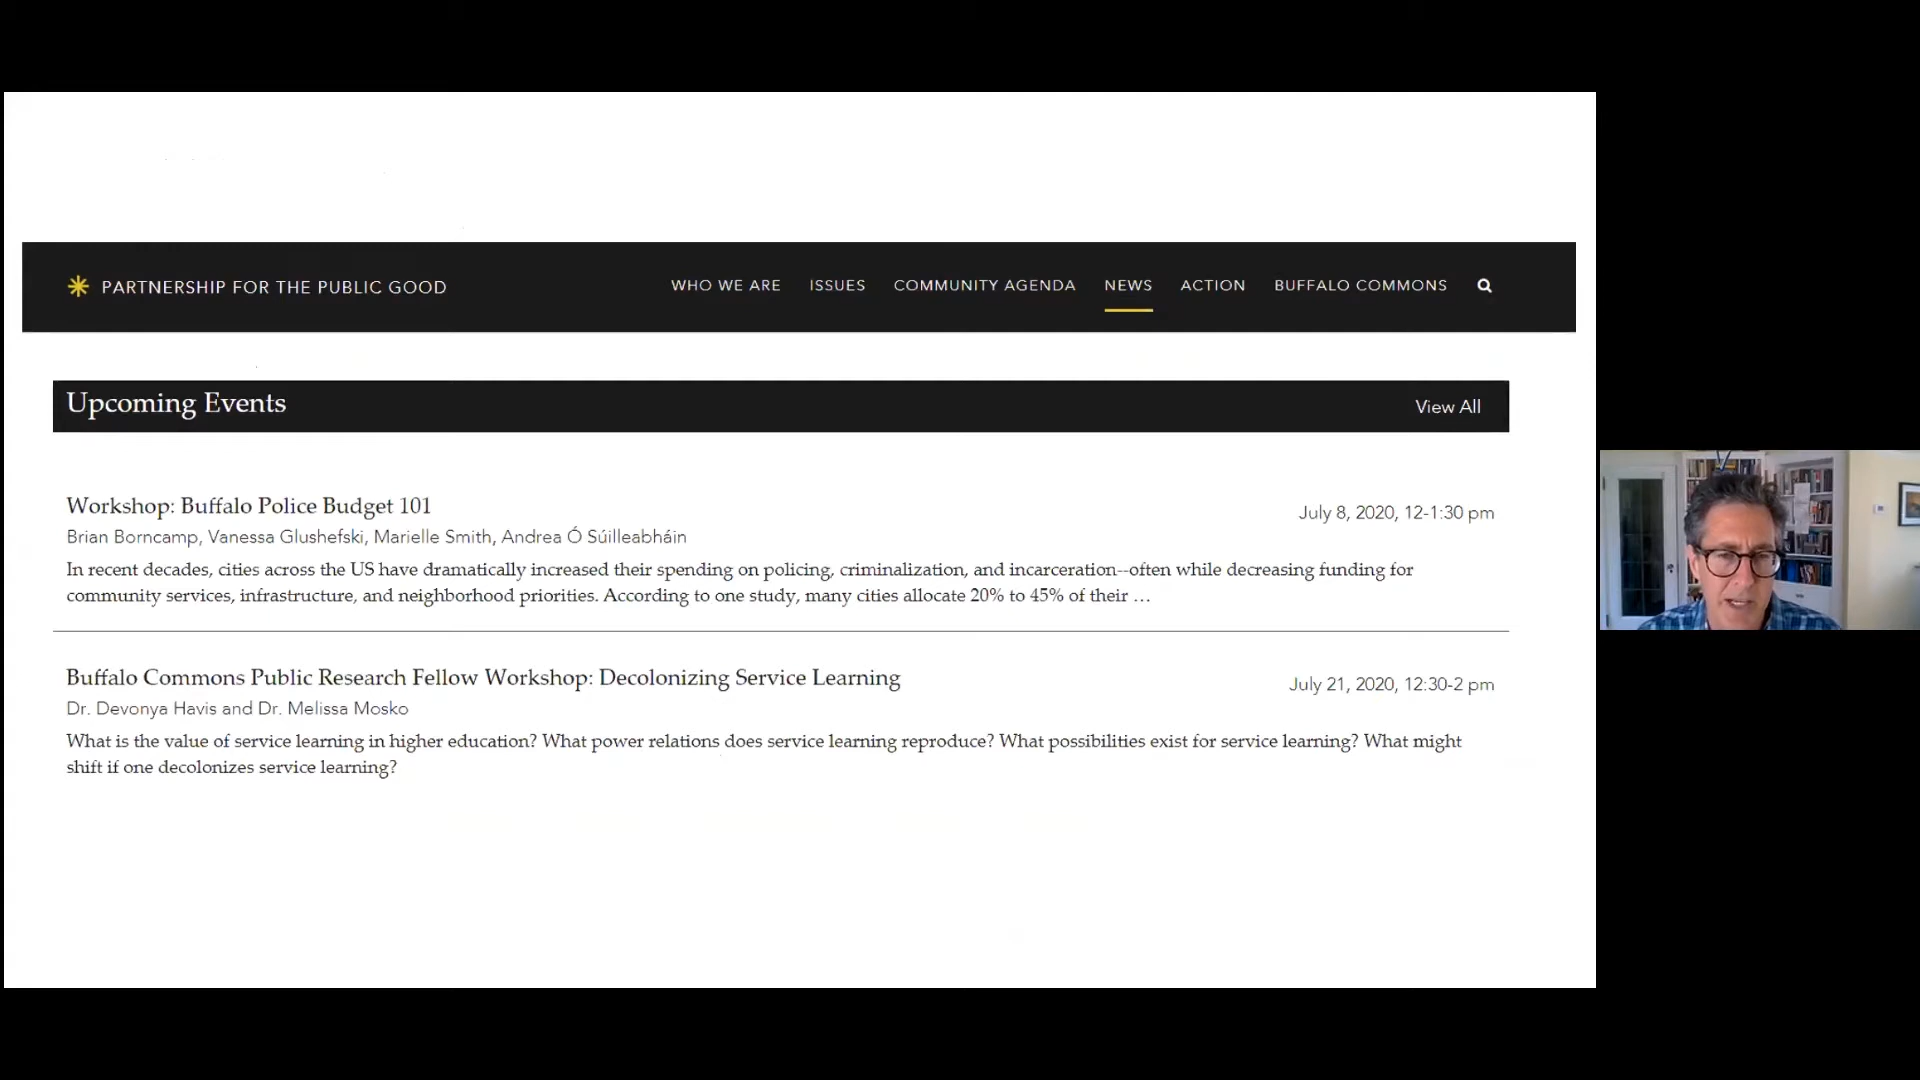 PARTNERSHIP FOR THE PUBLIC GOOD
WHO WE ARE ISSUES COMMUNITY AGENDA NEWS ACTION BUFFALO COMMONS
Upcoming Events
View All
Workshop: Buffalo Police Budget 101
July 8, 2020, 12-1:30 pm
Brian Borncamp, Vanessa Glushefski, Marielle Smith, Andrea Ó Súilleabháin
In recent decades, cities across the US have dramatically increased their spending on policing, criminalization, and incarceration--often while decreasing funding for
community services, infrastructure, and neighborhood priorities. According to one study, many cities allocate 20% to 45% of their …
Buffalo Commons Public Research Fellow Workshop: Decolonizing Service Learning
July 21, 2020, 12:30-2 pm
Dr. Devonya Havis and Dr. Melissa Mosko
What is the value of service learning in higher education? What power relations does service learning reproduce? What possibilities exist for service learning? What might
shift if one decolonizes service learning?